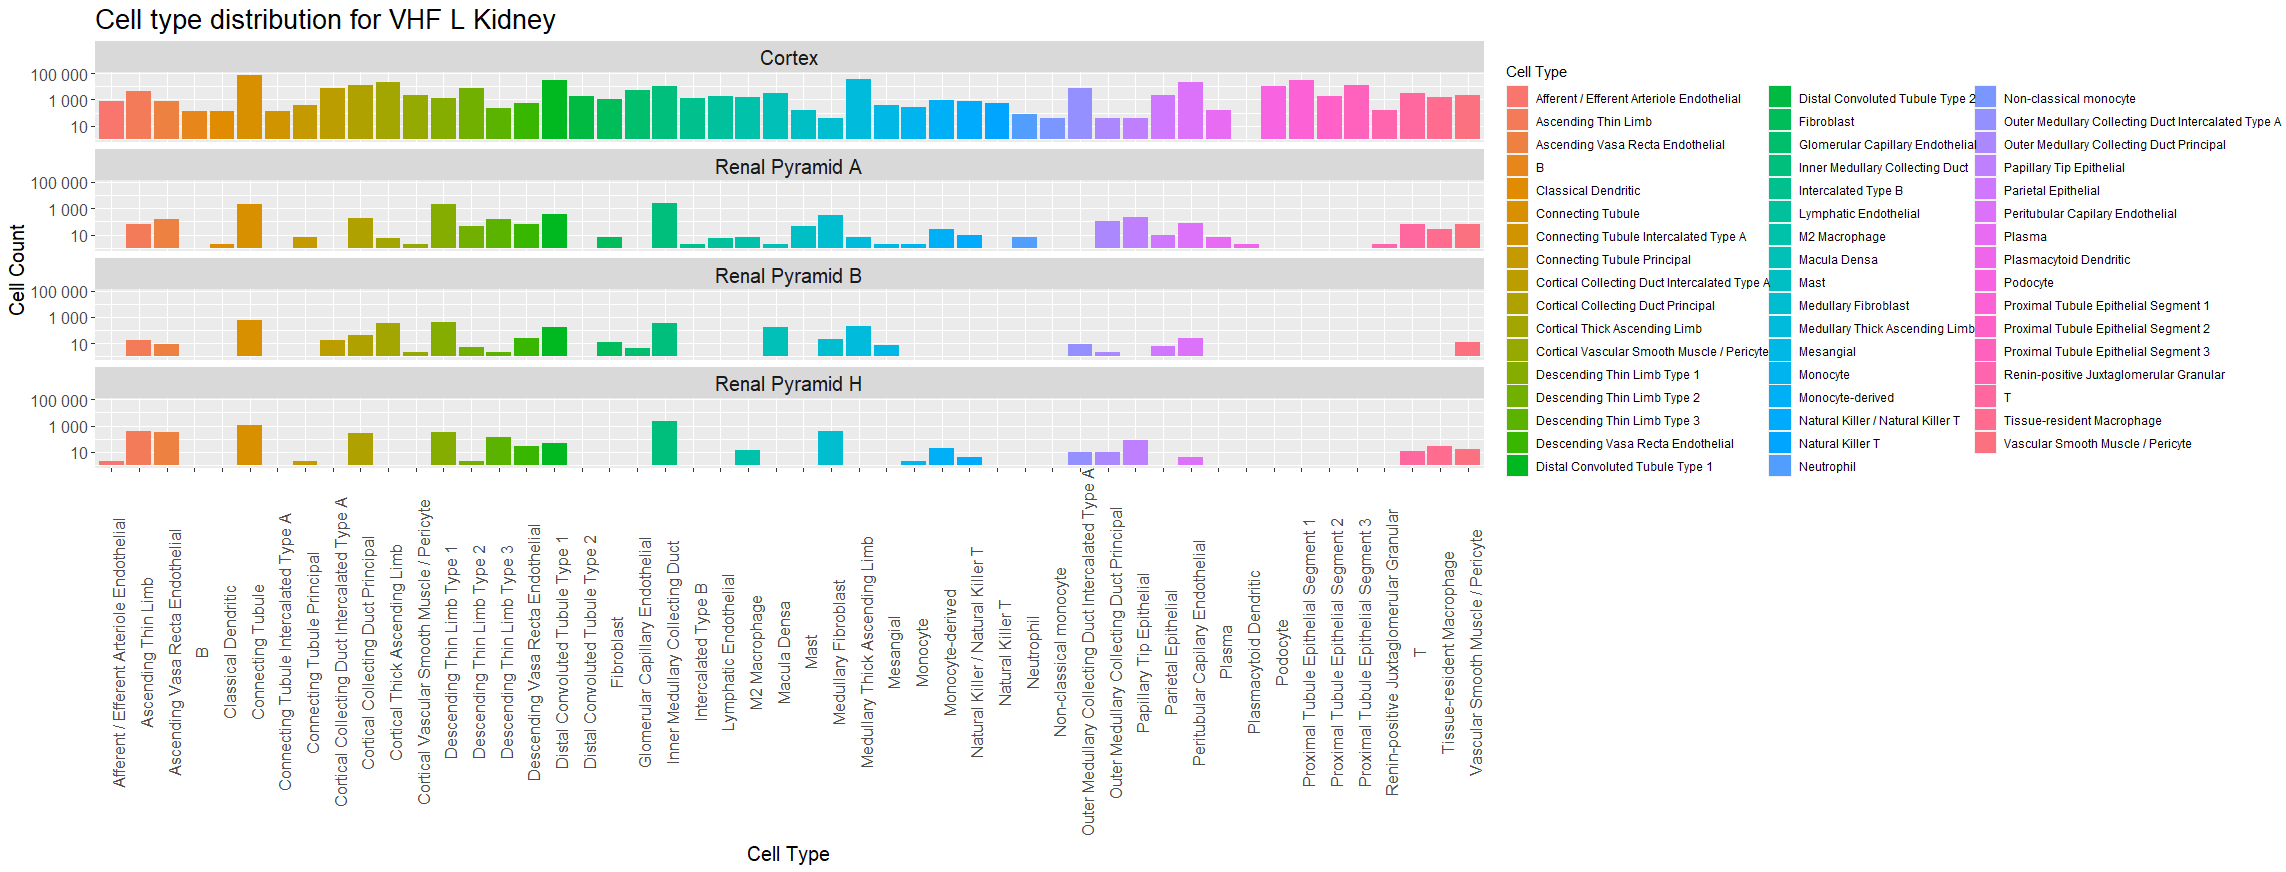 Cell type distribution for VHF L Kidney
Cortex
100 000
1 000
10
Renal Pyramid A
100 000
1 000
10
Renal Pyramid B
100 000
1 000
10
Renal Pyramid H
100 000
1 000
10
Cell Count
Afferent / Efferent Arteriole Endothelial
Ascending Thin Limb
Ascending Vasa Recta Endothelial
B
Classical Dendritic
Connecting Tubule
Connecting Tubule Intercalated Type A
Connecting Tubule Principal
Cortical Collecting Duct Intercalated Type A
Cortical Collecting Duct Principal
Cortical Thick Ascending Limb
Cortical Vascular Smooth Muscle / Pericyte
Descending Thin Limb Type 1
Descending Thin Limb Type 2
Descending Thin Limb Type 3
Descending Vasa Recta Endothelial
Distal Convoluted Tubule Type 1
Distal Convoluted Tubule Type 2
Fibroblast
Glomerular Capillary Endothelial
Inner Medullary Collecting Duct
Intercalated Type B
Lymphatic Endothelial
M2 Macrophage
Macula Densa
Mast
Medullary Fibroblast
Medullary Thick Ascending Limb
Mesangial
Monocyte
Monocyte-derived
Natural Killer / Natural Killer T
Natural Killer T
Neutrophil
Non-classical monocyte
Outer Medullary Collecting Duct Intercalated Type A
Outer Medullary Collecting Duct Principal
Papillary Tip Epithelial
Parietal Epithelial
Peritubular Capilary Endothelial
Plasma
Plasmacytoid Dendritic
Podocyte
Proximal Tubule Epithelial Segment 1
Proximal Tubule Epithelial Segment 2
Proximal Tubule Epithelial Segment 3
Renin-positive Juxtaglomerular Granular
T
Tissue-resident Macrophage
Vascular Smooth Muscle / Pericyte
Cell Type
Cell Type
Afferent / Efferent Arteriole Endothelial
Ascending Thin Limb
Ascending Vasa Recta Endothelial
B
Classical Dendritic
Connecting Tubule
Connecting Tubule Intercalated Type A
Connecting Tubule Principal
Cortical Collecting Duct Intercalated Type A
Cortical Collecting Duct Principal
Cortical Thick Ascending Limb
Cortical Vascular Smooth Muscle / Pericyte
Descending Thin Limb Type 1
Descending Thin Limb Type 2
Descending Thin Limb Type 3
Descending Vasa Recta Endothelial
Distal Convoluted Tubule Type 1
Distal Convoluted Tubule Type 2
Fibroblast
Glomerular Capillary Endothelial
Inner Medullary Collecting Duct
Intercalated Type B
Lymphatic Endothelial
M2 Macrophage
Macula Densa
Mast
Medullary Fibroblast
Medullary Thick Ascending Limb
Mesangial
Monocyte
Monocyte-derived
Natural Killer / Natural Killer T
Natural Killer T
Neutrophil
Non-classical monocyte
Outer Medullary Collecting Duct Intercalated Type A
Outer Medullary Collecting Duct Principal
Papillary Tip Epithelial
Parietal Epithelial
Peritubular Capilary Endothelial
Plasma
Plasmacytoid Dendritic
Podocyte
Proximal Tubule Epithelial Segment 1
Proximal Tubule Epithelial Segment 2
Proximal Tubule Epithelial Segment 3
Renin-positive Juxtaglomerular Granular
T
Tissue-resident Macrophage
Vascular Smooth Muscle / Pericyte